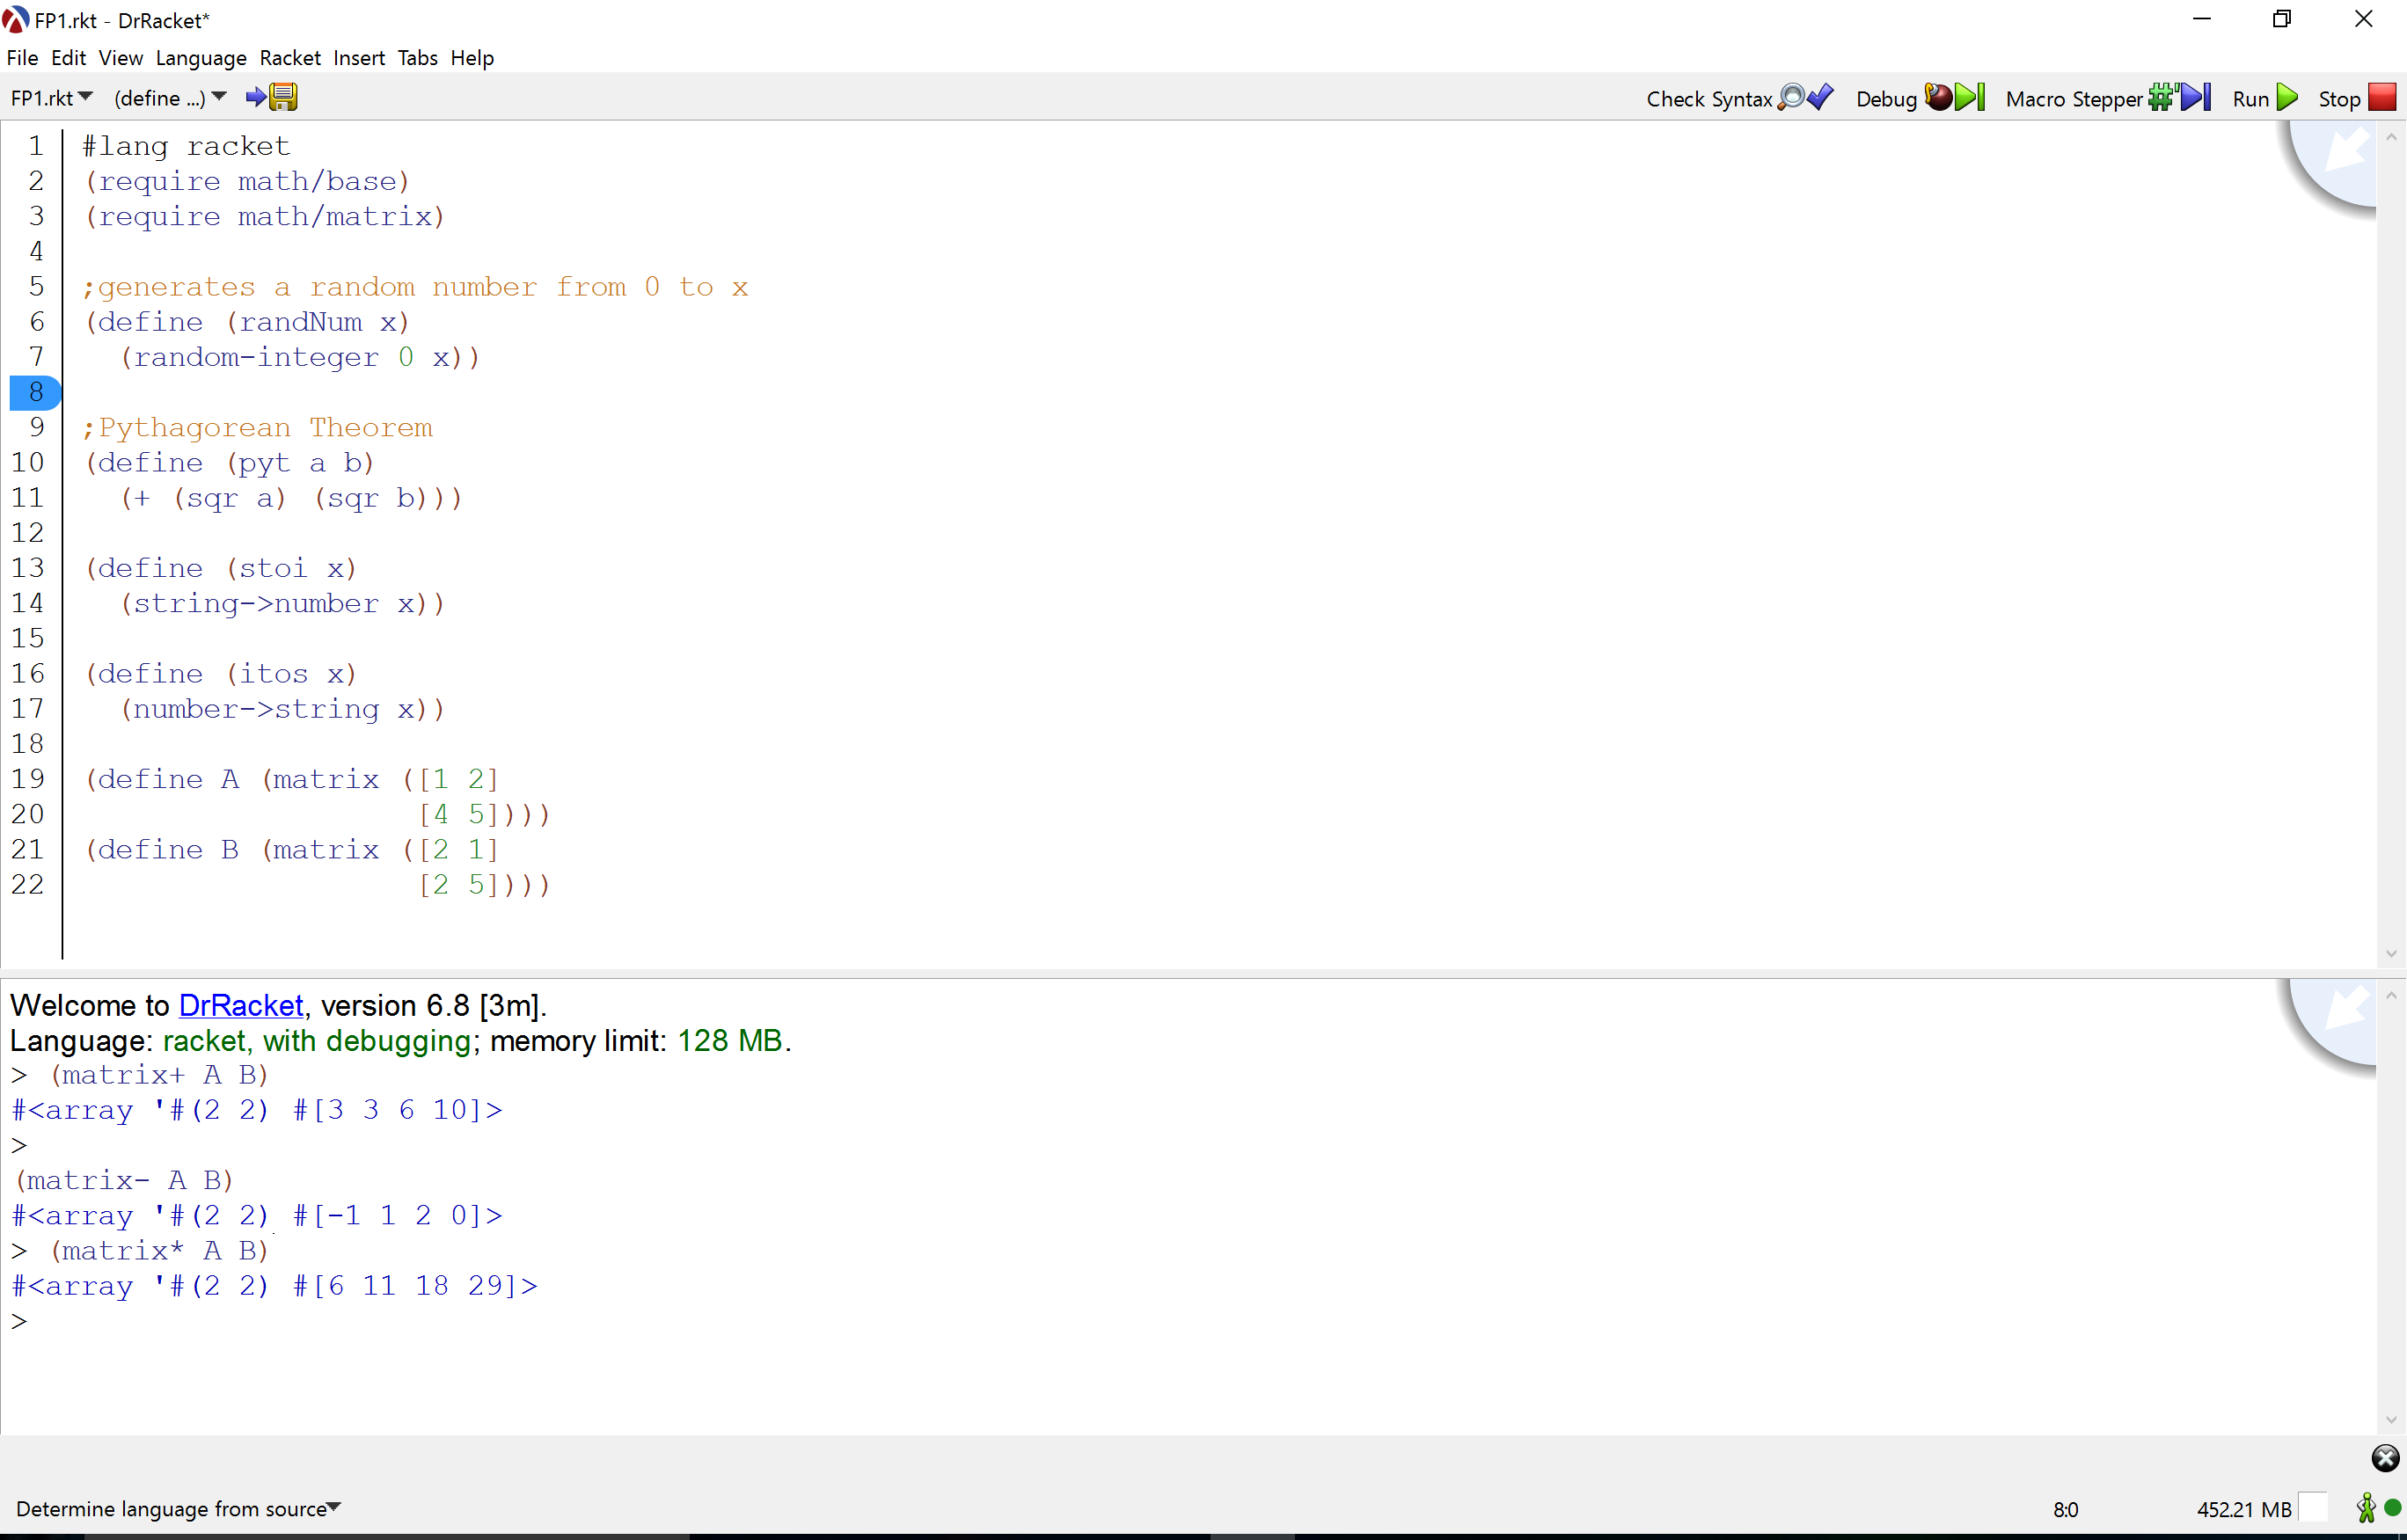 FP1.rkt - DrRacket*
File Edit View Language Racket Insert Tabs Help
FP1.rkt (define ...) Check Syntax Debug Macro Stepper #' Run Stop
1 #lang racket
2 (require math/base)
3 (require math/matrix)
4
5 ;generates a random number from 0 to x
6 (define (randNum x)
7   (random-integer 0 x))
8
9 ;Pythagorean Theorem
10 (define (pyt a b)
11   (+ (sqr a) (sqr b)))
12
13 (define (stoi x)
14   (string->number x))
15
16 (define (itos x)
17   (number->string x))
18
19 (define A (matrix ([1 2]
20                    [4 5])))
21 (define B (matrix ([2 1]
22                    [2 5])))
Welcome to DrRacket, version 6.8 [3m].
Language: racket, with debugging; memory limit: 128 MB.
> (matrix+ A B)
#<array '#(2 2) #[3 3 6 10]>
>
(matrix- A B)
#<array '#(2 2) #[-1 1 2 0]>
> (matrix* A B)
#<array '#(2 2) #[6 11 18 29]>
>
Determine language from source 8:0 452.21 MB